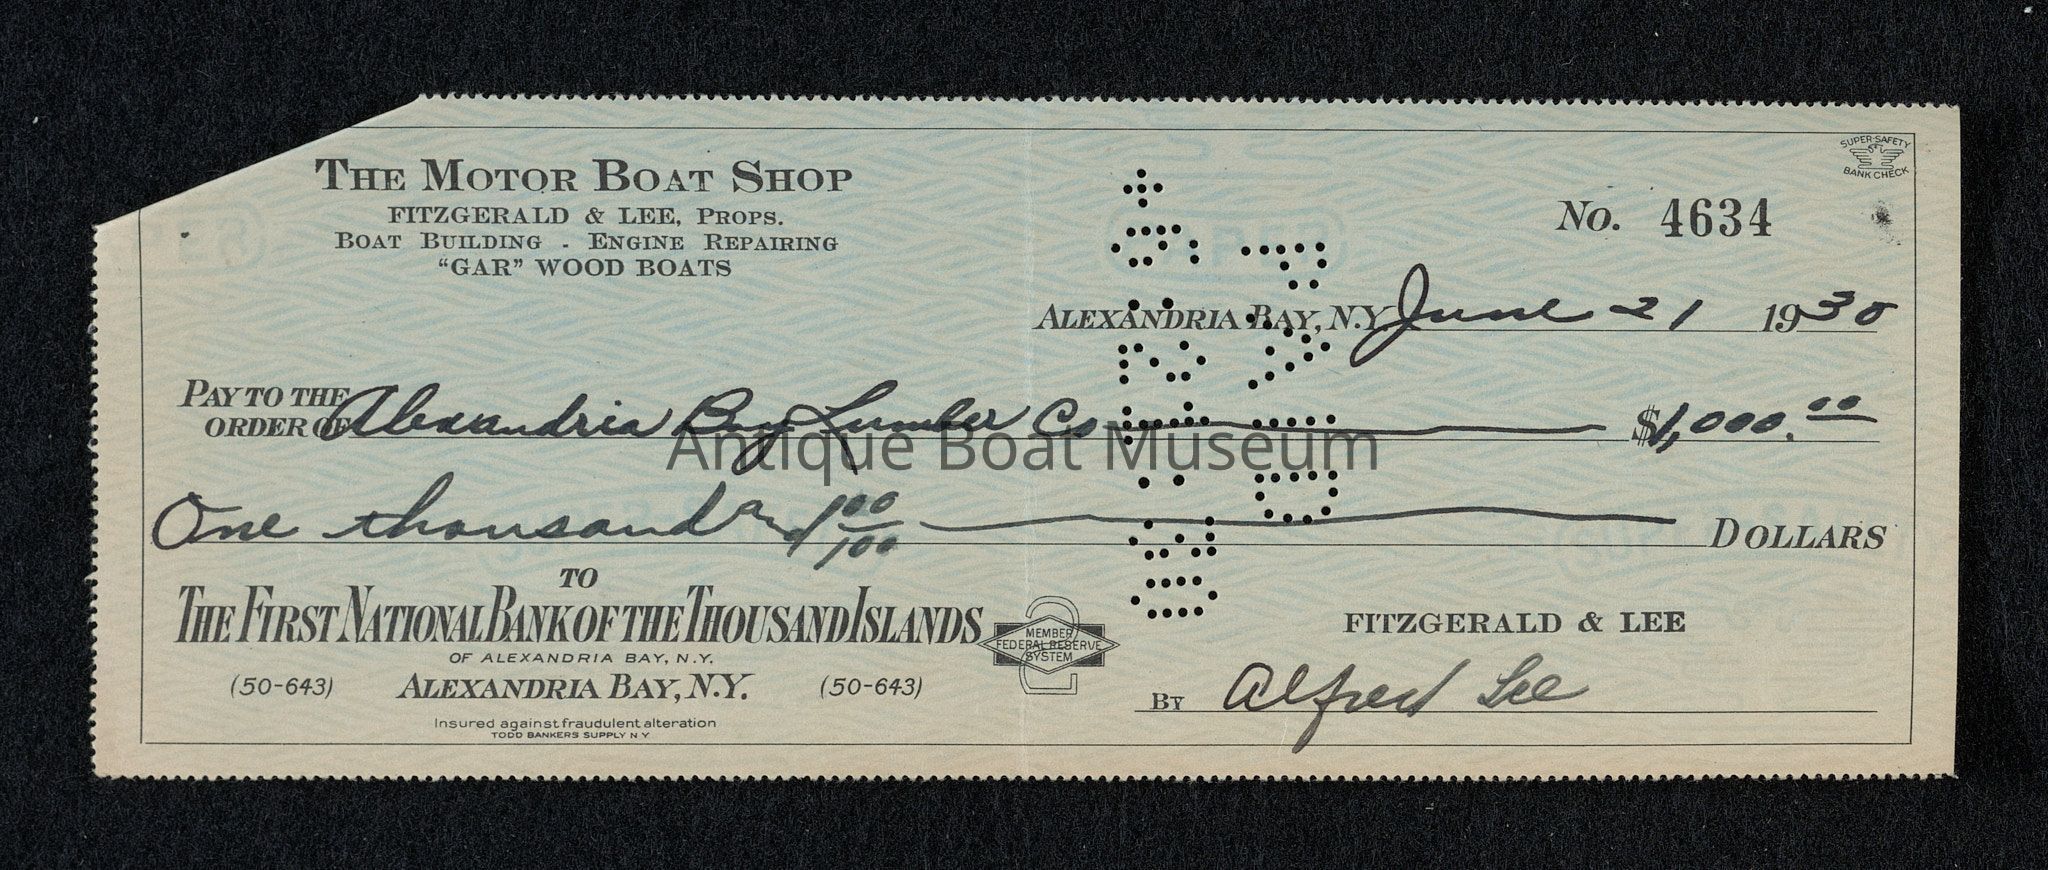 THE MOTOR BOAT SHOP
FITZGERALD & LEE, PROPS.
BOAT BUILDING - ENGINE REPAIRING
"GAR" WOOD BOATS
SUPER-SAFETY
BANK CHECK
No. 4634
ALEXANDRIA BAY, N.Y. June 21 1930
PAY TO THE
ORDER OF Alexandria Bay Lumber Co $1,000.00
Antique Boat Museum
One thousand and 00/100 DOLLARS
TO
THE FIRST NATIONAL BANK OF THE THOUSAND ISLANDS
OF ALEXANDRIA BAY, N.Y.
(50-643) ALEXANDRIA BAY, N.Y. (50-643)
Insured against fraudulent alteration
TODD BANKERS SUPPLY N Y
MEMBER
FEDERAL RESERVE
SYSTEM
FITZGERALD & LEE
BY Alfred Lee